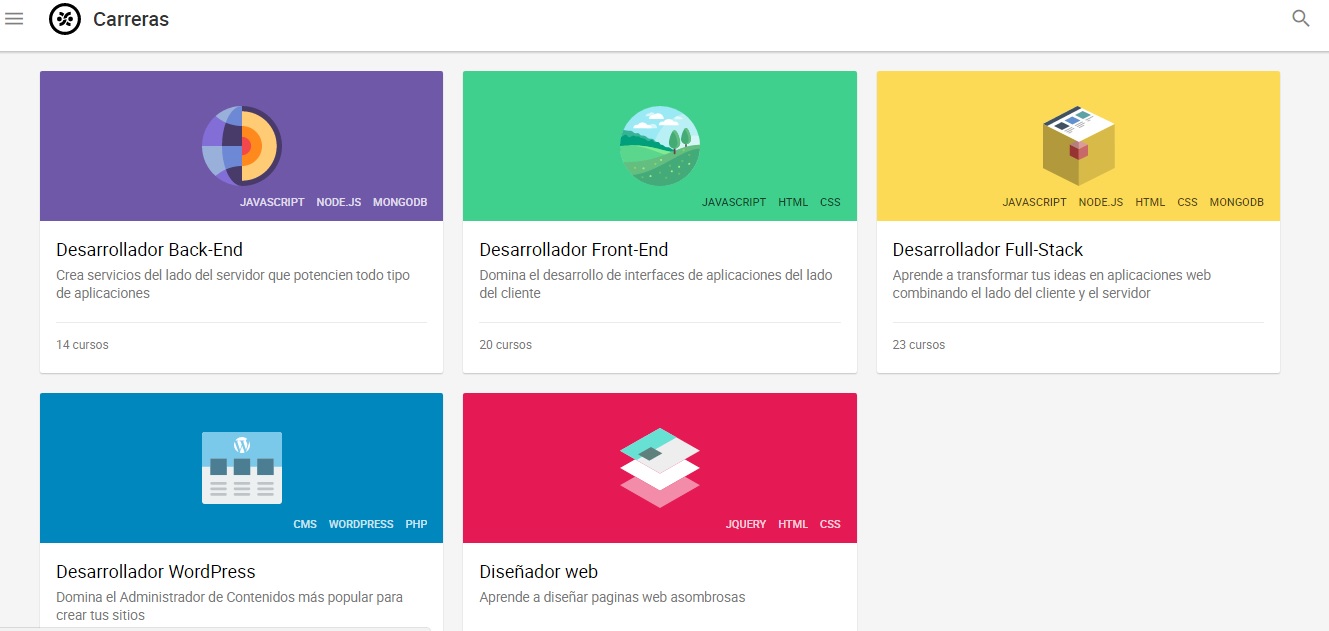 Carreras
JAVASCRIPT NODE.JS MONGODB
Desarrollador Back-End
Crea servicios del lado del servidor que potencien todo tipo
de aplicaciones
14 cursos
JAVASCRIPT HTML CSS
Desarrollador Front-End
Domina el desarrollo de interfaces de aplicaciones del lado
del cliente
20 cursos
JAVASCRIPT NODE.JS HTML CSS MONGODB
Desarrollador Full-Stack
Aprende a transformar tus ideas en aplicaciones web
combinando el lado del cliente y el servidor
23 cursos
CMS WORDPRESS PHP
Desarrollador WordPress
Domina el Administrador de Contenidos más popular para
crear tus sitios
JQUERY HTML CSS
Diseñador web
Aprende a diseñar paginas web asombrosas